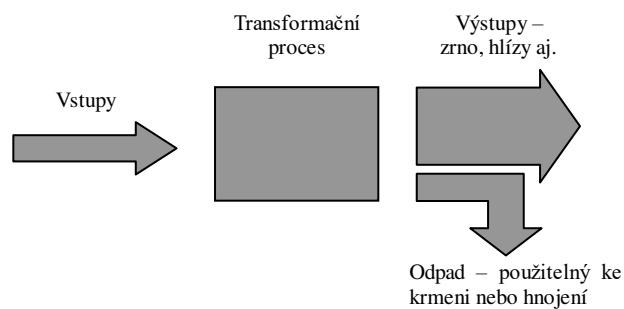 Transformační
proces
Výstupy –
zrno, hlízy aj.
Vstupy
Odpad – použitelný ke
krmeni nebo hnojení